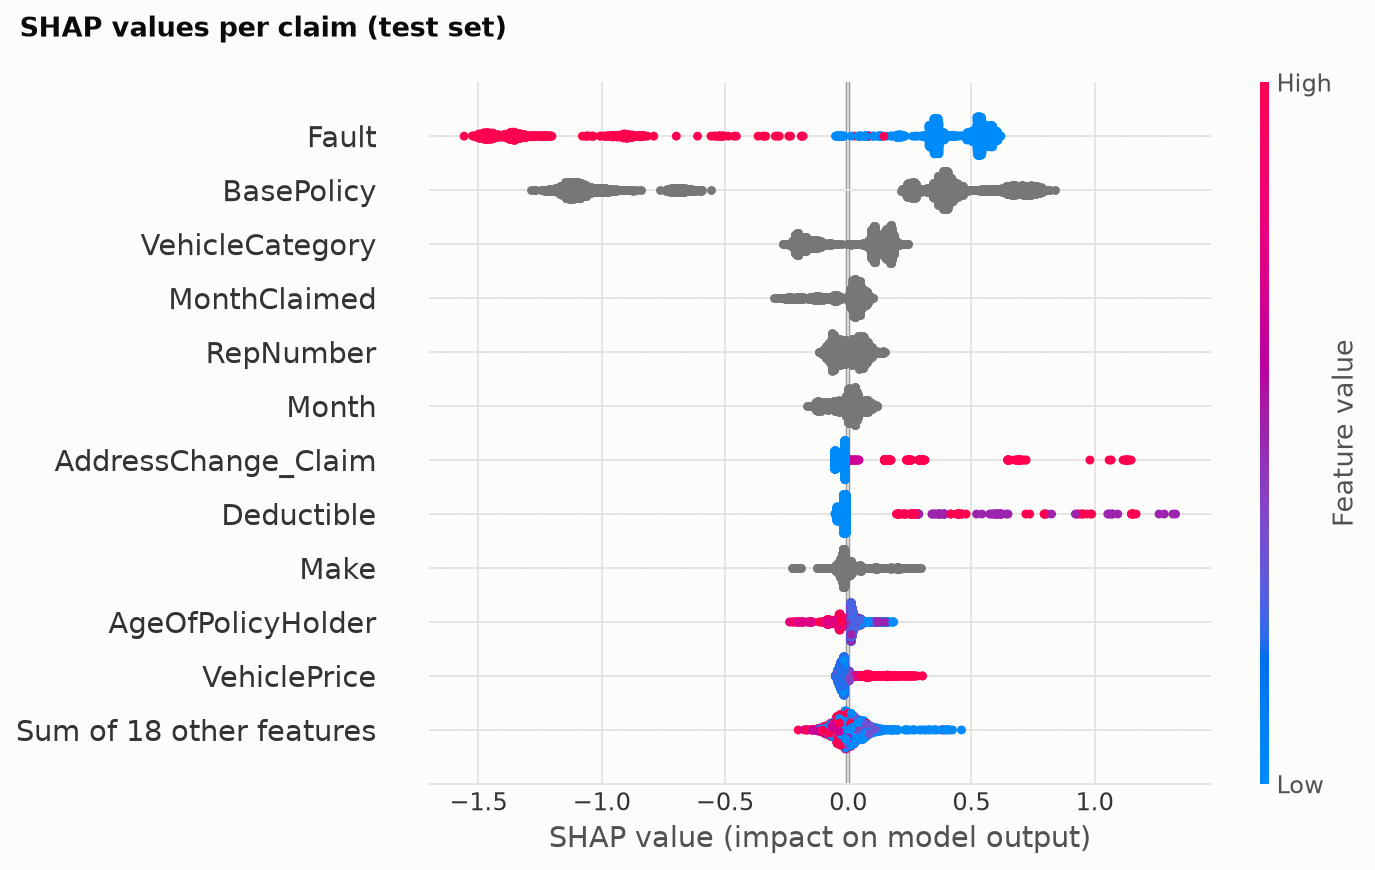 SHAP values per claim (test set)
High
Fault
BasePolicy
VehicleCategory
MonthClaimed
RepNumber
Month
AddressChange_Claim
Deductible
Make
AgeOfPolicyHolder
VehiclePrice
Sum of 18 other features
Feature value
Low
−1.5 −1.0 −0.5 0.0 0.5 1.0
SHAP value (impact on model output)